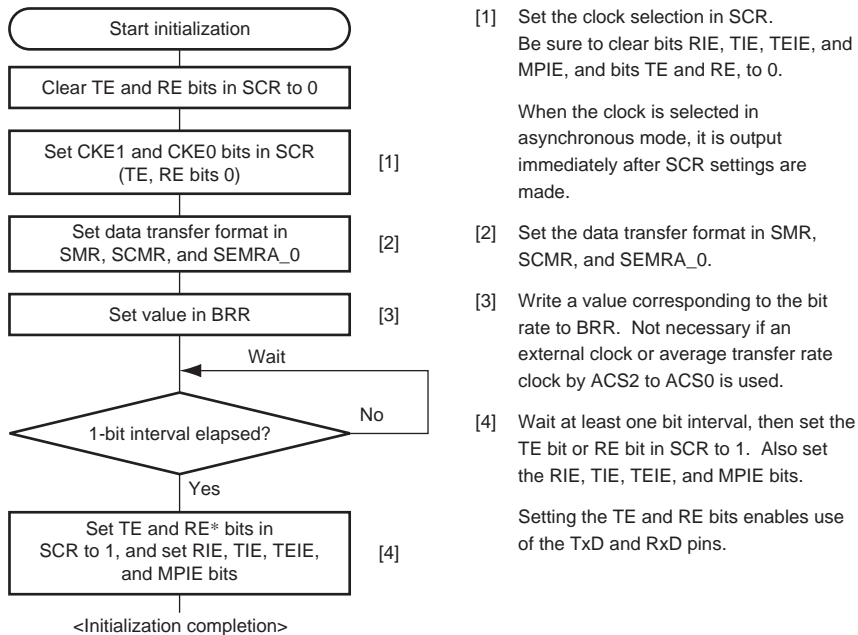 Start initialization
Clear TE and RE bits in SCR to 0
Set CKE1 and CKE0 bits in SCR
(TE, RE bits 0)
[1]
Set data transfer format in
SMR, SCMR, and SEMRA_0
[2]
Set value in BRR
[3]
Wait
1-bit interval elapsed?
No
Yes
Set TE and RE* bits in
SCR to 1, and set RIE, TIE, TEIE,
and MPIE bits
[4]
<Initialization completion>
[1] Set the clock selection in SCR.
Be sure to clear bits RIE, TIE, TEIE, and
MPIE, and bits TE and RE, to 0.
When the clock is selected in
asynchronous mode, it is output
immediately after SCR settings are
made.
[2] Set the data transfer format in SMR,
SCMR, and SEMRA_0.
[3] Write a value corresponding to the bit
rate to BRR. Not necessary if an
external clock or average transfer rate
clock by ACS2 to ACS0 is used.
[4] Wait at least one bit interval, then set the
TE bit or RE bit in SCR to 1. Also set
the RIE, TIE, TEIE, and MPIE bits.
Setting the TE and RE bits enables use
of the TxD and RxD pins.